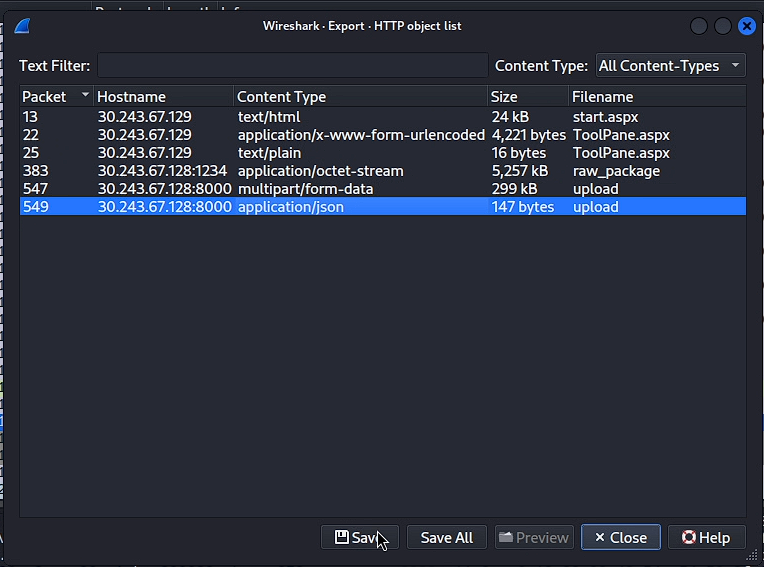 Wireshark · Export · HTTP object list
Text Filter: Content Type: All Content-Types
Packet Hostname Content Type Size Filename
13 30.243.67.129 text/html 24 kB start.aspx
22 30.243.67.129 application/x-www-form-urlencoded 4,221 bytes ToolPane.aspx
25 30.243.67.129 text/plain 16 bytes ToolPane.aspx
383 30.243.67.128:1234 application/octet-stream 5,257 kB raw_package
547 30.243.67.128:8000 multipart/form-data 299 kB upload
549 30.243.67.128:8000 application/json 147 bytes upload
Save Save All Preview Close Help